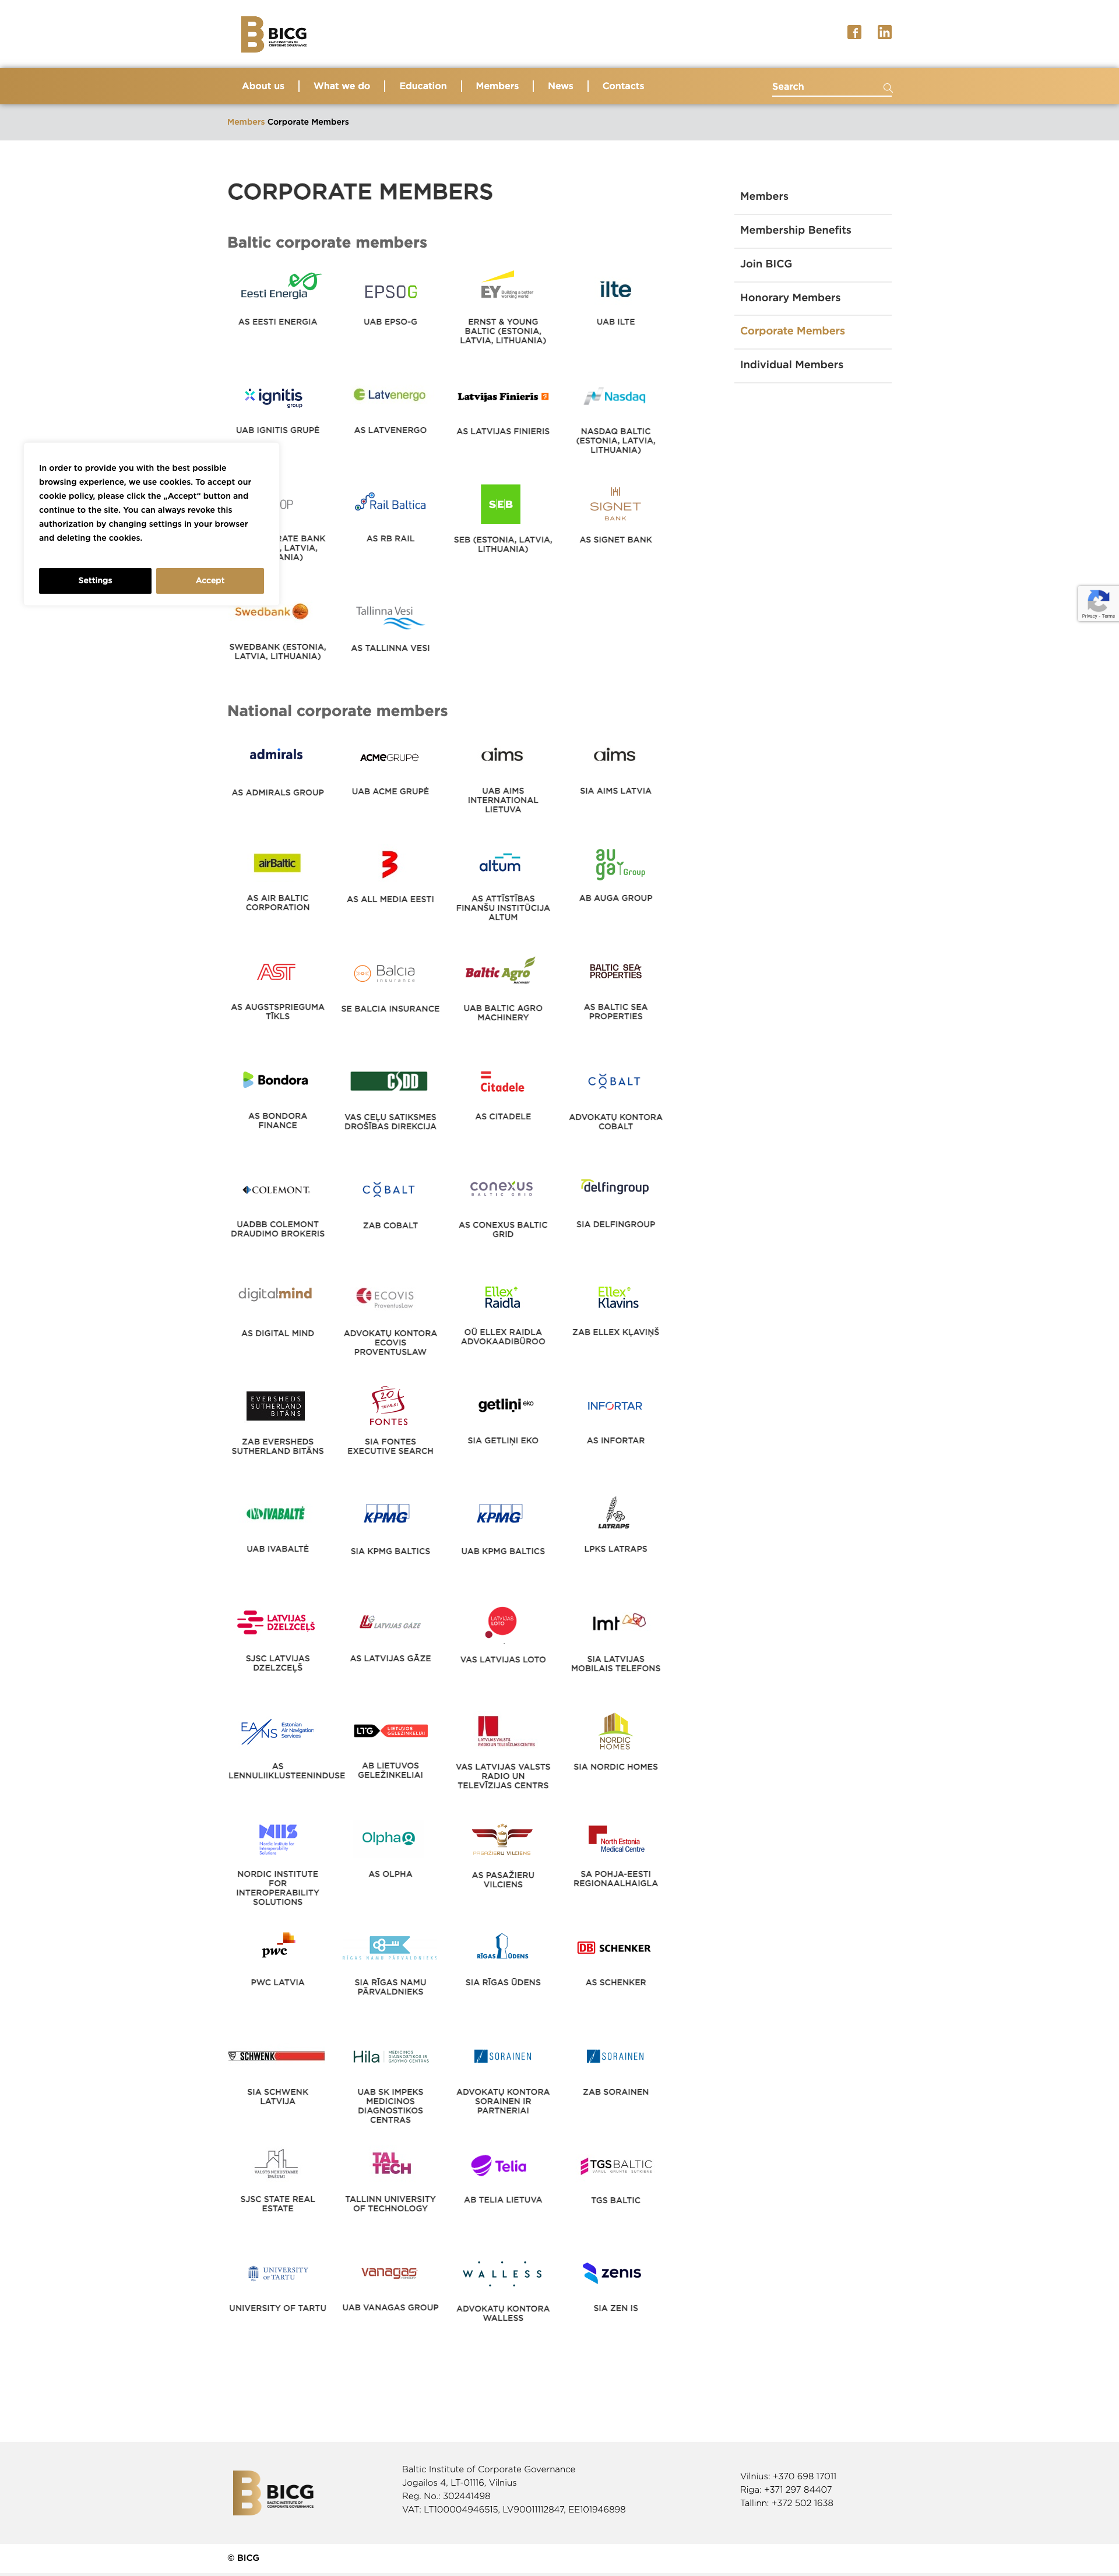 BICG
BALTIC INSTITUTE OF
CORPORATE GOVERNANCE
About us
What we do
Education
Members
News
Contacts
Search
Members Corporate Members
CORPORATE MEMBERS
Members
Membership Benefits
Join BICG
Honorary Members
Corporate Members
Individual Members
Baltic corporate members
Eesti Energia
EPSOG
EY Building a better
working world
ilte
AS EESTI ENERGIA
UAB EPSO-G
ERNST & YOUNG
BALTIC (ESTONIA,
LATVIA, LITHUANIA)
UAB ILTE
ignitis
group
Latvenergo
Latvijas Finieris
Nasdaq
UAB IGNITIS GRUPĖ
AS LATVENERGO
AS LATVIJAS FINIERIS
NASDAQ BALTIC
(ESTONIA, LATVIA,
LITHUANIA)
In order to provide you with the best possible
browsing experience, we use cookies. To accept our
cookie policy, please click the „Accept" button and
continue to the site. You can always revoke this
authorization by changing settings in your browser
and deleting the cookies.
Settings
Accept
OP
Rail Baltica
SEB
SIGNET
BANK
RATE BANK
, LATVIA,
ANIA)
AS RB RAIL
SEB (ESTONIA, LATVIA,
LITHUANIA)
AS SIGNET BANK
Swedbank
Tallinna Vesi
SWEDBANK (ESTONIA,
LATVIA, LITHUANIA)
AS TALLINNA VESI
Privacy - Terms
National corporate members
admirals
ACMEGRUPĖ
aims
aims
AS ADMIRALS GROUP
UAB ACME GRUPĖ
UAB AIMS
INTERNATIONAL
LIETUVA
SIA AIMS LATVIA
airBaltic
3
altum
auga Group
AS AIR BALTIC
CORPORATION
AS ALL MEDIA EESTI
AS ATTĪSTĪBAS
FINANŠU INSTITŪCIJA
ALTUM
AB AUGA GROUP
AST
Balcia
insurance
Baltic Agro
MACHINERY
BALTIC SEA
PROPERTIES
AS AUGSTSPRIEGUMA
TĪKLS
SE BALCIA INSURANCE
UAB BALTIC AGRO
MACHINERY
AS BALTIC SEA
PROPERTIES
Bondora
CSDD
Citadele
COBALT
AS BONDORA
FINANCE
VAS CEĻU SATIKSMES
DROŠĪBAS DIREKCIJA
AS CITADELE
ADVOKATŲ KONTORA
COBALT
COLEMONT
COBALT
conexus
BALTIC GRID
delfingroup
UADBB COLEMONT
DRAUDIMO BROKERIS
ZAB COBALT
AS CONEXUS BALTIC
GRID
SIA DELFINGROUP
digitalmind
ECOVIS
ProventusLaw
Ellex
Raidla
Ellex
Klavins
AS DIGITAL MIND
ADVOKATŲ KONTORA
ECOVIS
PROVENTUSLAW
OÜ ELLEX RAIDLA
ADVOKAADIBÜROO
ZAB ELLEX KĻAVIŅŠ
EVERSHEDS
SUTHERLAND
BITĀNS
20
FONTES
getliņi eko
INFORTAR
ZAB EVERSHEDS
SUTHERLAND BITĀNS
SIA FONTES
EXECUTIVE SEARCH
SIA GETLIŅI EKO
AS INFORTAR
IVABALTĖ
KPMG
KPMG
LATRAPS
UAB IVABALTĖ
SIA KPMG BALTICS
UAB KPMG BALTICS
LPKS LATRAPS
LATVIJAS
DZELZCEĻŠ
LG LATVIJAS GĀZE
LATVIJAS
LOTO
lmt
SJSC LATVIJAS
DZELZCEĻŠ
AS LATVIJAS GĀZE
VAS LATVIJAS LOTO
SIA LATVIJAS
MOBILAIS TELEFONS
EANS Estonian
Air Navigation
Services
LTG LIETUVOS
GELEŽINKELIAI
LATVIJAS VALSTS
RADIO UN TELEVĪZIJAS CENTRS
NORDIC
HOMES
AS
LENNULIIKLUSTEENINDUSE
AB LIETUVOS
GELEŽINKELIAI
VAS LATVIJAS VALSTS
RADIO UN
TELEVĪZIJAS CENTRS
SIA NORDIC HOMES
NIIS
Nordic Institute for
Interoperability
Solutions
Olpha
PASAŽIERU VILCIENS
North Estonia
Medical Centre
NORDIC INSTITUTE
FOR
INTEROPERABILITY
SOLUTIONS
AS OLPHA
AS PASAŽIERU
VILCIENS
SA POHJA-EESTI
REGIONAALHAIGLA
pwc
RĪGAS NAMU PĀRVALDNIEKS
RĪGAS ŪDENS
DB SCHENKER
PWC LATVIA
SIA RĪGAS NAMU
PĀRVALDNIEKS
SIA RĪGAS ŪDENS
AS SCHENKER
SCHWENK
Hila MEDICINOS
DIAGNOSTIKOS IR
GYDYMO CENTRAS
SORAINEN
SORAINEN
SIA SCHWENK
LATVIJA
UAB SK IMPEKS
MEDICINOS
DIAGNOSTIKOS
CENTRAS
ADVOKATŲ KONTORA
SORAINEN IR
PARTNERIAI
ZAB SORAINEN
VALSTS NEKUSTAMIE
ĪPAŠUMI
TAL
TECH
Telia
TGS BALTIC
SJSC STATE REAL
ESTATE
TALLINN UNIVERSITY
OF TECHNOLOGY
AB TELIA LIETUVA
TGS BALTIC
UNIVERSITY
OF TARTU
vanagas
WALLESS
zenis
UNIVERSITY OF TARTU
UAB VANAGAS GROUP
ADVOKATŲ KONTORA
WALLESS
SIA ZEN IS
BICG
BALTIC INSTITUTE OF
CORPORATE GOVERNANCE
Baltic Institute of Corporate Governance
Jogailos 4, LT-01116, Vilnius
Reg. No.: 302441498
VAT: LT100004946515, LV90011112847, EE101946898
Vilnius: +370 698 17011
Riga: +371 297 84407
Tallinn: +372 502 1638
© BICG